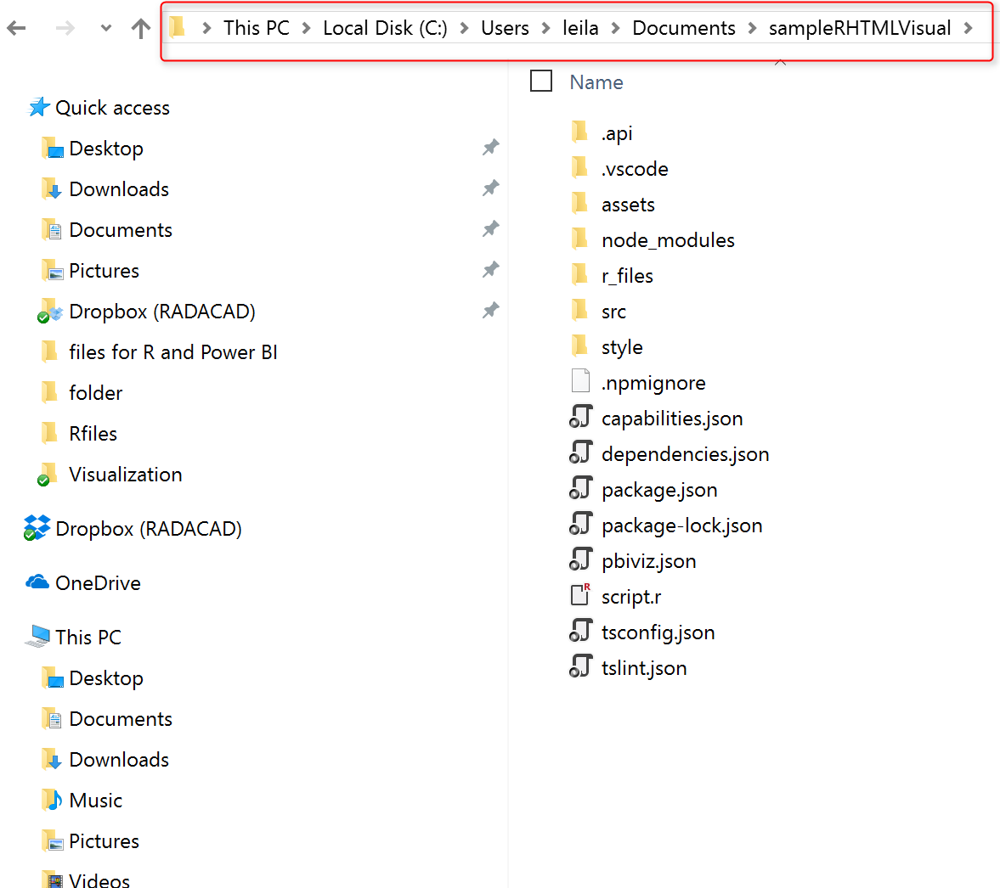 This PC > Local Disk (C:) > Users > leila > Documents > sampleRHTMLVisual >
Quick access
Desktop
Downloads
Documents
Pictures
Dropbox (RADACAD)
files for R and Power BI
folder
Rfiles
Visualization
Dropbox (RADACAD)
OneDrive
This PC
Desktop
Documents
Downloads
Music
Pictures
Videos
Name
.api
.vscode
assets
node_modules
r_files
src
style
.npmignore
capabilities.json
dependencies.json
package.json
package-lock.json
pbiviz.json
script.r
tsconfig.json
tslint.json